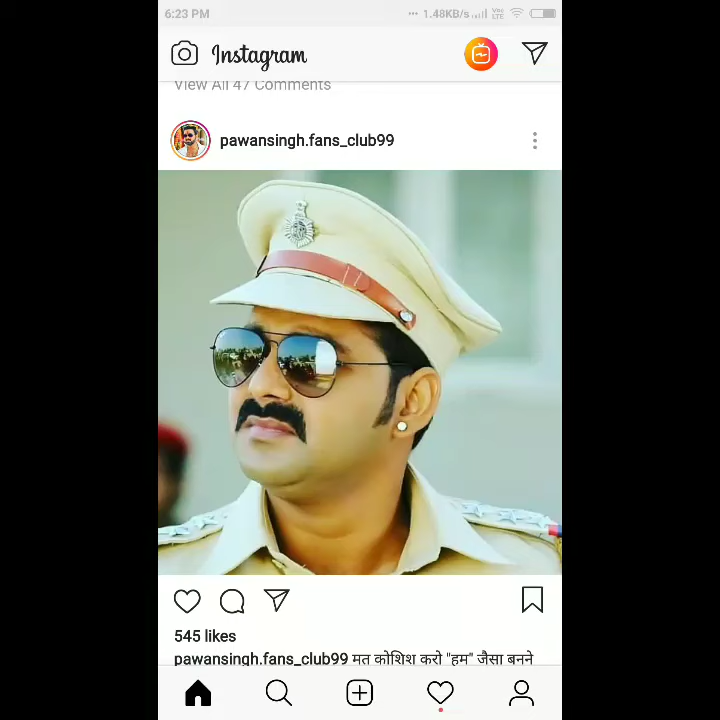 6:23 PM ... 1.48KB/s VoLTE
Instagram
View All 47 Comments
pawansingh.fans_club99
545 likes
pawansingh.fans_club99 मत कोशिश करो "हम" जैसा बनने